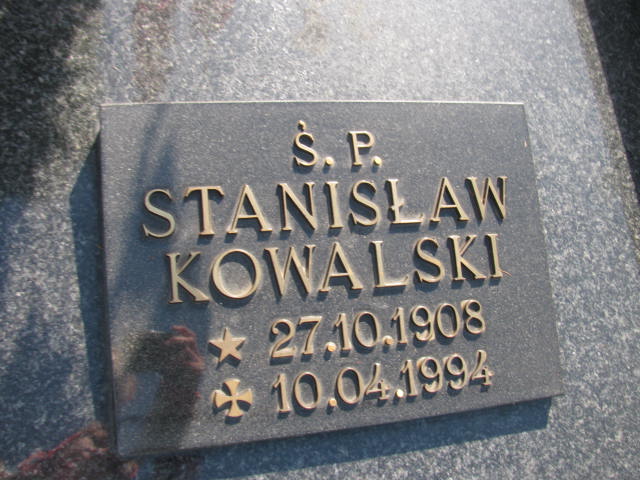 Ś. P.
STANISŁAW
KOWALSKI
27.10.1908
10.04.1994